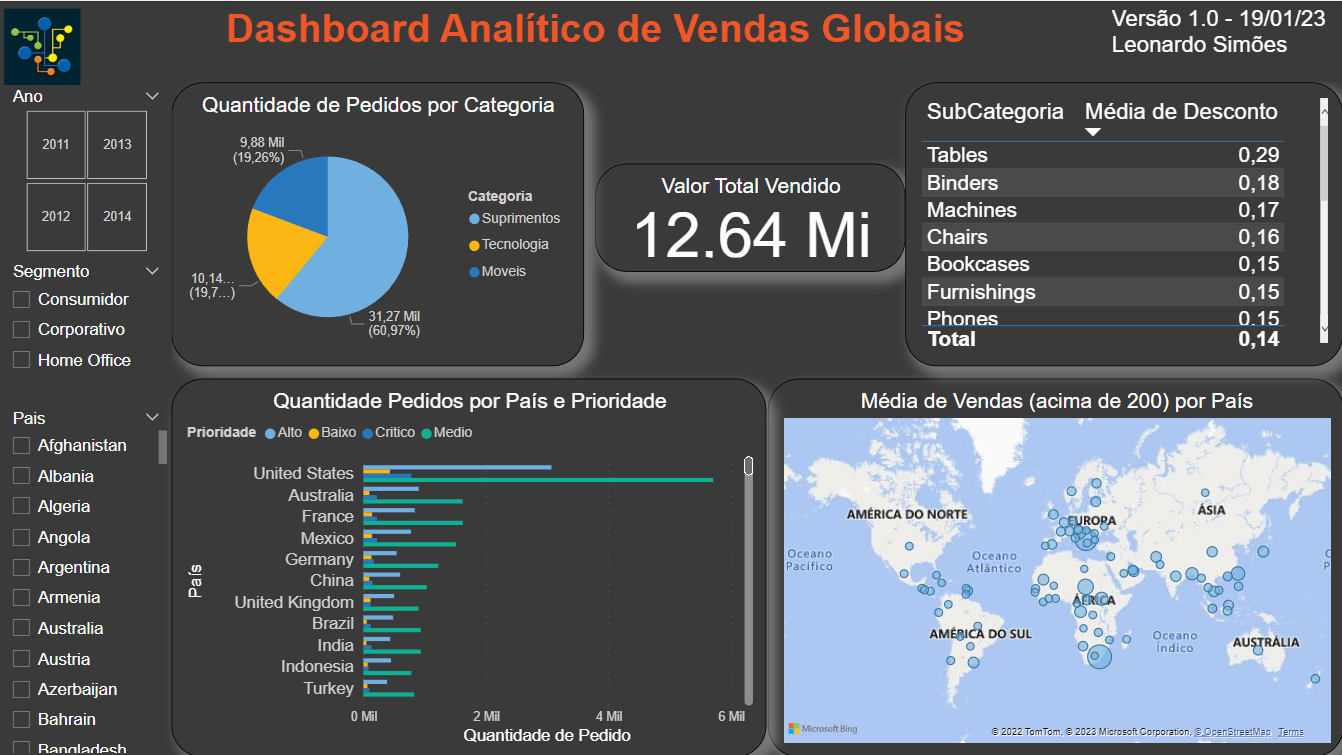 Dashboard Analítico de Vendas Globais
Versão 1.0 - 19/01/23
Leonardo Simões
Ano
2011
2013
2012
2014
Segmento
Consumidor
Corporativo
Home Office
Pais
Afghanistan
Albania
Algeria
Angola
Argentina
Armenia
Australia
Austria
Azerbaijan
Bahrain
Bangladesh
Quantidade de Pedidos por Categoria
9,88 Mil
(19,26%)
10,14...
(19,7...)
31,27 Mil
(60,97%)
Categoria
Suprimentos
Tecnologia
Moveis
Valor Total Vendido
12.64 Mi
SubCategoria Média de Desconto
Tables 0,29
Binders 0,18
Machines 0,17
Chairs 0,16
Bookcases 0,15
Furnishings 0,15
Phones 0,15
Total 0,14
Quantidade Pedidos por País e Prioridade
Prioridade Alto Baixo Critico Medio
País
United States
Australia
France
Mexico
Germany
China
United Kingdom
Brazil
India
Indonesia
Turkey
0 Mil 2 Mil 4 Mil 6 Mil
Quantidade de Pedido
Média de Vendas (acima de 200) por País
AMÉRICA DO NORTE
EUROPA
ÁSIA
Oceano
Pacífico
Oceano
Atlântico
ÁFRICA
AMÉRICA DO SUL
Oceano
Índico
AUSTRÁLIA
Microsoft Bing
© 2022 TomTom, © 2023 Microsoft Corporation, © OpenStreetMap Terms